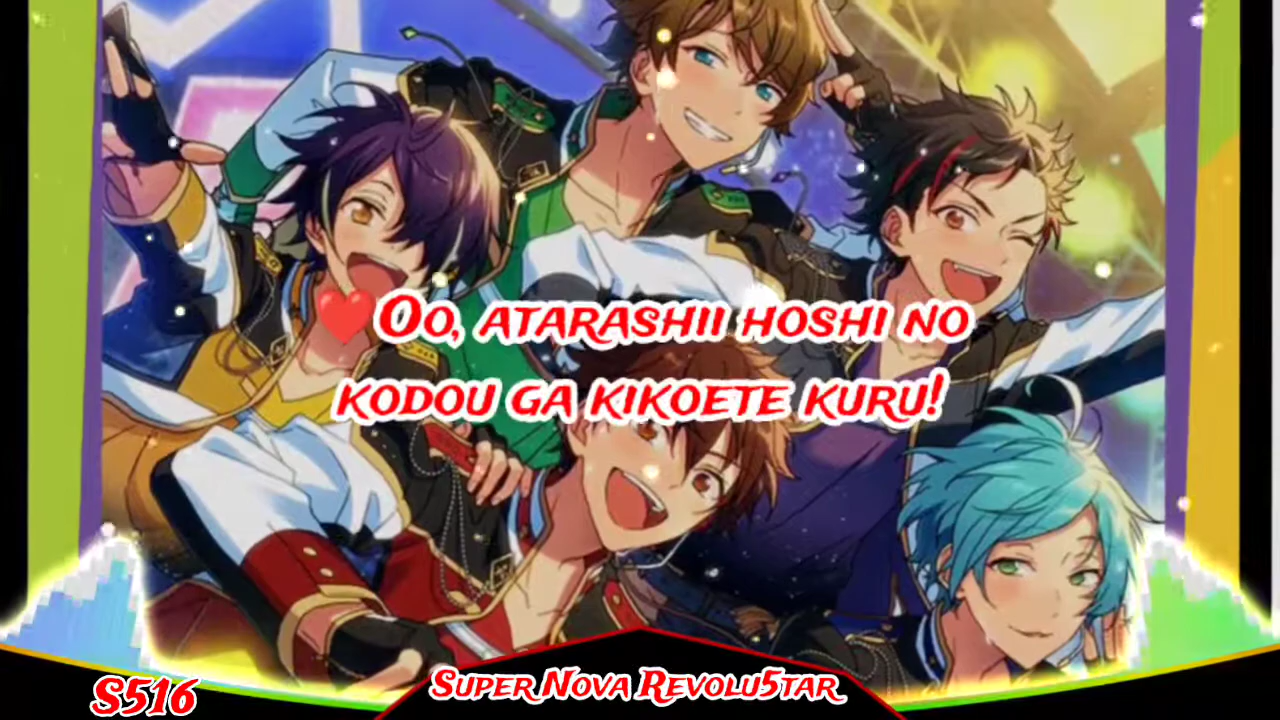 ❤️Oo, atarashii hoshi no
kodou ga kikoete kuru!
S516
Super Nova Revolu5tar